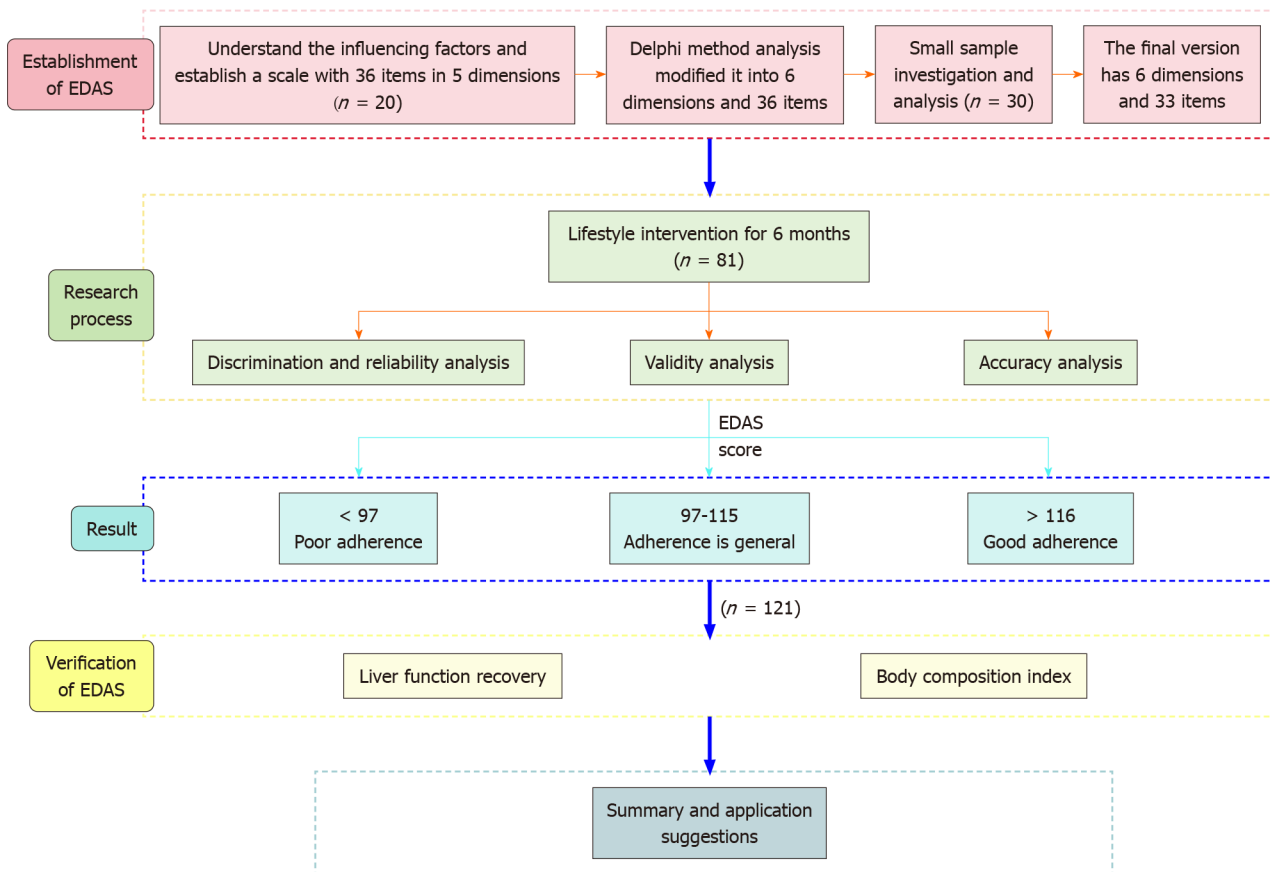 Establishment
of EDAS
Understand the influencing factors and
establish a scale with 36 items in 5 dimensions
(n = 20)
Delphi method analysis
modified it into 6
dimensions and 36 items
Small sample
investigation and
analysis (n = 30)
The final version
has 6 dimensions
and 33 items
Research
process
Lifestyle intervention for 6 months
(n = 81)
Discrimination and reliability analysis
Validity analysis
Accuracy analysis
EDAS
score
Result
< 97
Poor adherence
97-115
Adherence is general
> 116
Good adherence
(n = 121)
Verification
of EDAS
Liver function recovery
Body composition index
Summary and application
suggestions